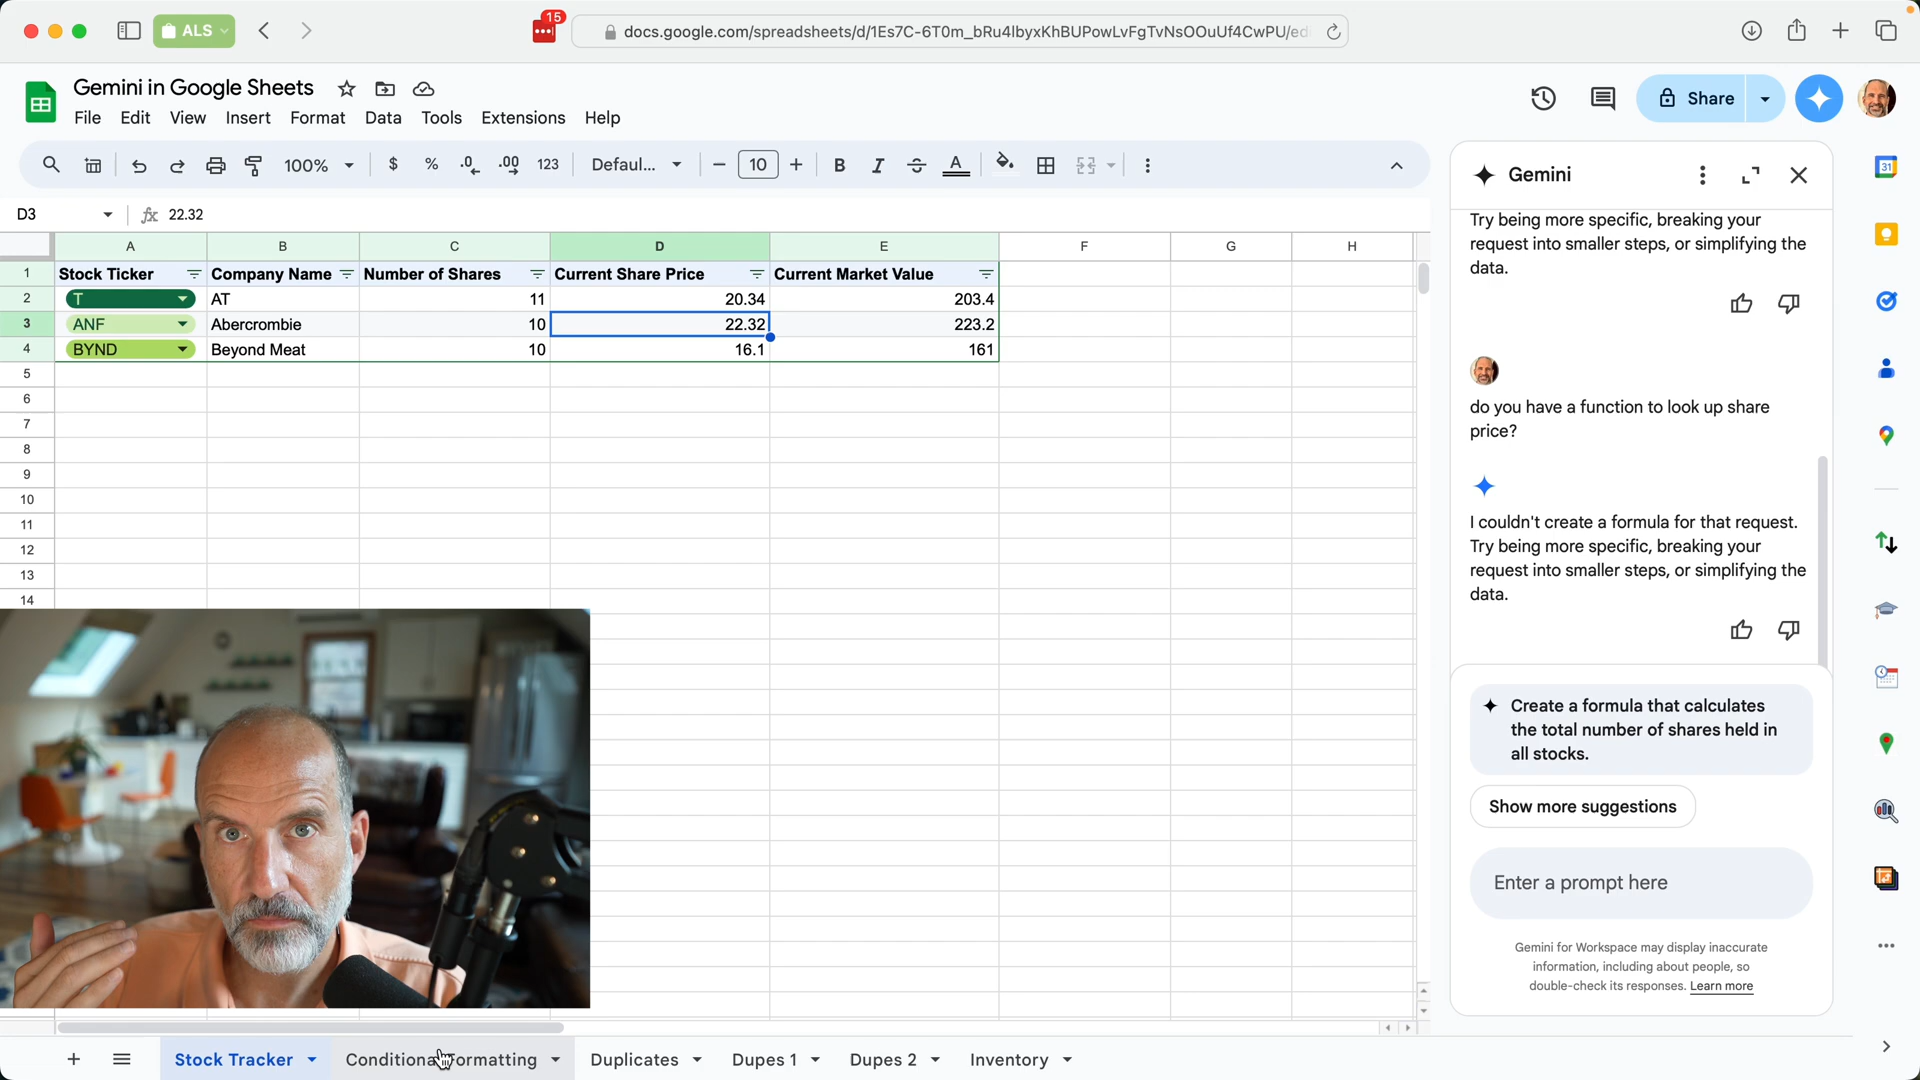 ALS
15
docs.google.com/spreadsheets/d/1Es7C-6T0m_bRu4lbyxKhBUPowLvFgTvNsOOuUf4CwPU/edi
Gemini in Google Sheets
File Edit View Insert Format Data Tools Extensions Help
Share
100% $ % .0 .00 123 Defaul... 10 B I S A
D3 fx 22.32
A B C D E F G H
1 Stock Ticker Company Name Number of Shares Current Share Price Current Market Value
2 T AT 11 20.34 203.4
3 ANF Abercrombie 10 22.32 223.2
4 BYND Beyond Meat 10 16.1 161
5
6
7
8
9
10
11
12
13
14
Gemini
Try being more specific, breaking your
request into smaller steps, or simplifying the
data.
do you have a function to look up share
price?
I couldn't create a formula for that request.
Try being more specific, breaking your
request into smaller steps, or simplifying the
data.
Create a formula that calculates
the total number of shares held in
all stocks.
Show more suggestions
Enter a prompt here
Gemini for Workspace may display inaccurate
information, including about people, so
double-check its responses. Learn more
31
Stock Tracker Conditional Formatting Duplicates Dupes 1 Dupes 2 Inventory